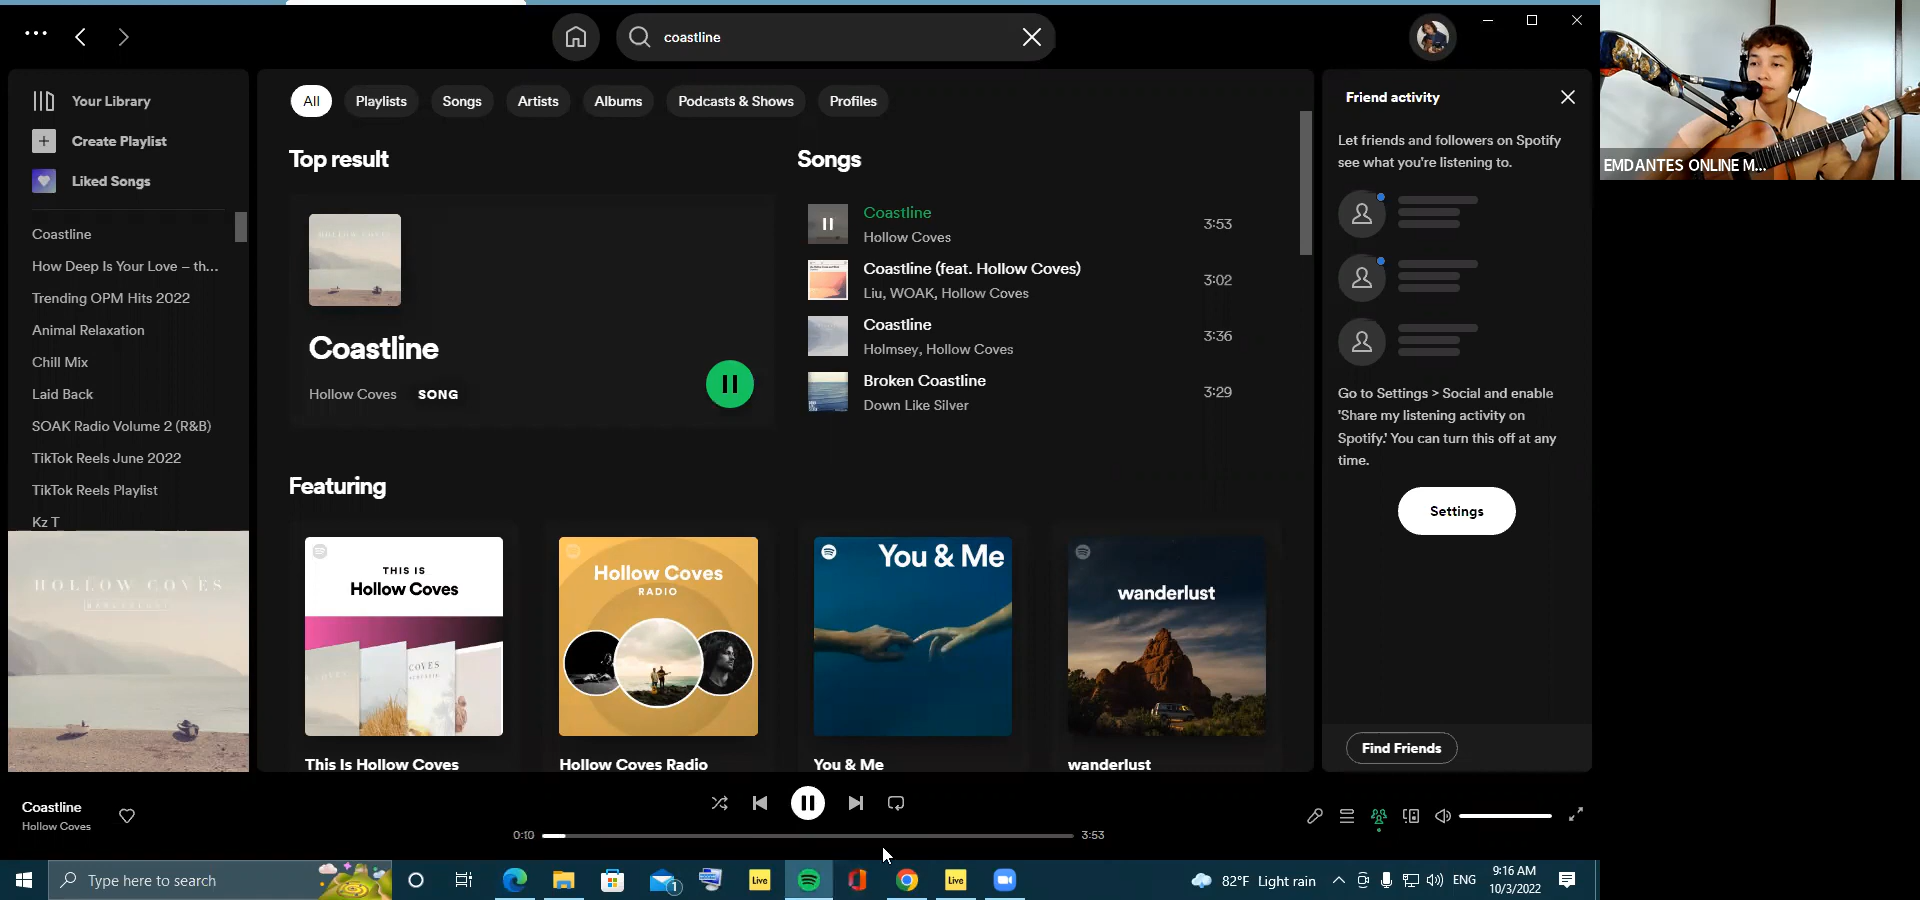 coastline
Your Library
Create Playlist
Liked Songs
Coastline
How Deep Is Your Love – th...
Trending OPM Hits 2022
Animal Relaxation
Chill Mix
Laid Back
SOAK Radio Volume 2 (R&B)
TikTok Reels June 2022
TikTok Reels Playlist
Kz T
HOLLOW COVES
All
Playlists
Songs
Artists
Albums
Podcasts & Shows
Profiles
Top result
Coastline
Hollow Coves
SONG
Songs
Coastline
Hollow Coves
3:53
Coastline (feat. Hollow Coves)
Liu, WOAK, Hollow Coves
3:02
Coastline
Holmsey, Hollow Coves
3:36
Broken Coastline
Down Like Silver
3:29
Featuring
THIS IS
Hollow Coves
COVES
This Is Hollow Coves
Hollow Coves
RADIO
Hollow Coves Radio
You & Me
You & Me
wanderlust
wanderlust
Friend activity
Let friends and followers on Spotify
see what you're listening to.
Go to Settings > Social and enable
'Share my listening activity on
Spotify.' You can turn this off at any
time.
Settings
Find Friends
EMDANTES ONLINE M...
Coastline
Hollow Coves
0:10
3:53
Type here to search
1
Live
Live
82°F Light rain
ENG
9:16 AM
10/3/2022